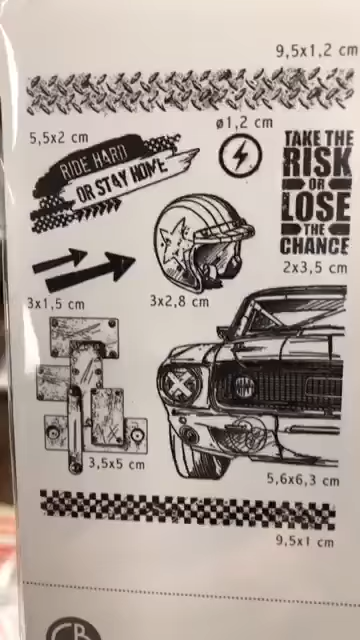 9,5x1,2 cm
5,5x2 cm
ø1,2 cm
RIDE HARD
OR STAY HOME
TAKE THE
RISK
OR
LOSE
THE
CHANCE
2x3,5 cm
3x1,5 cm
3x2,8 cm
3,5x5 cm
5,6x6,3 cm
9,5x1 cm
CB